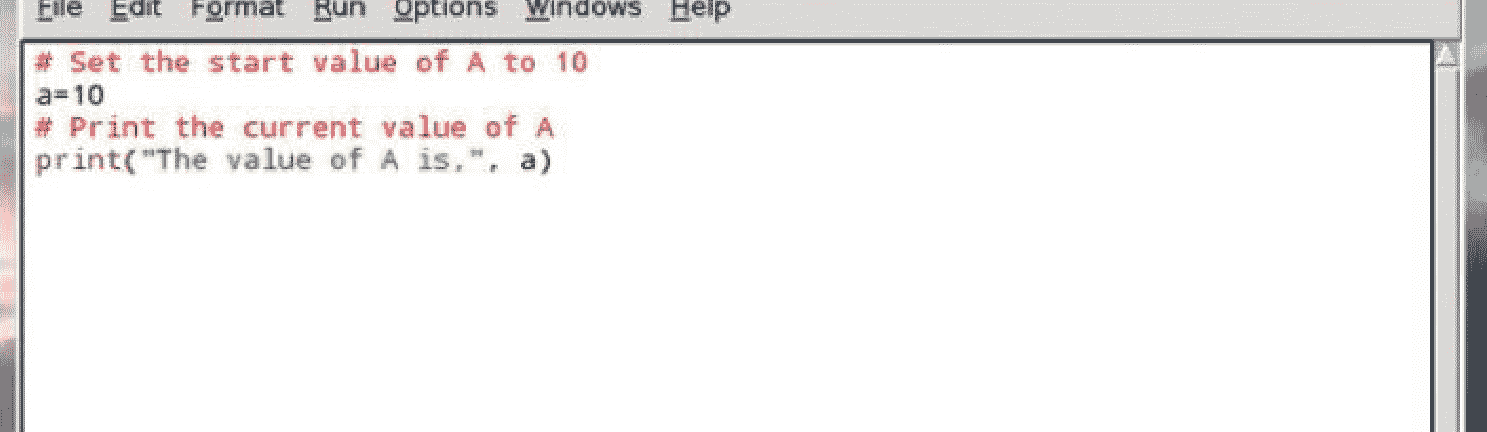 File Edit Format Run Options Windows Help
# Set the start value of A to 10
a=10
# Print the current value of A
print("The value of A is,", a)